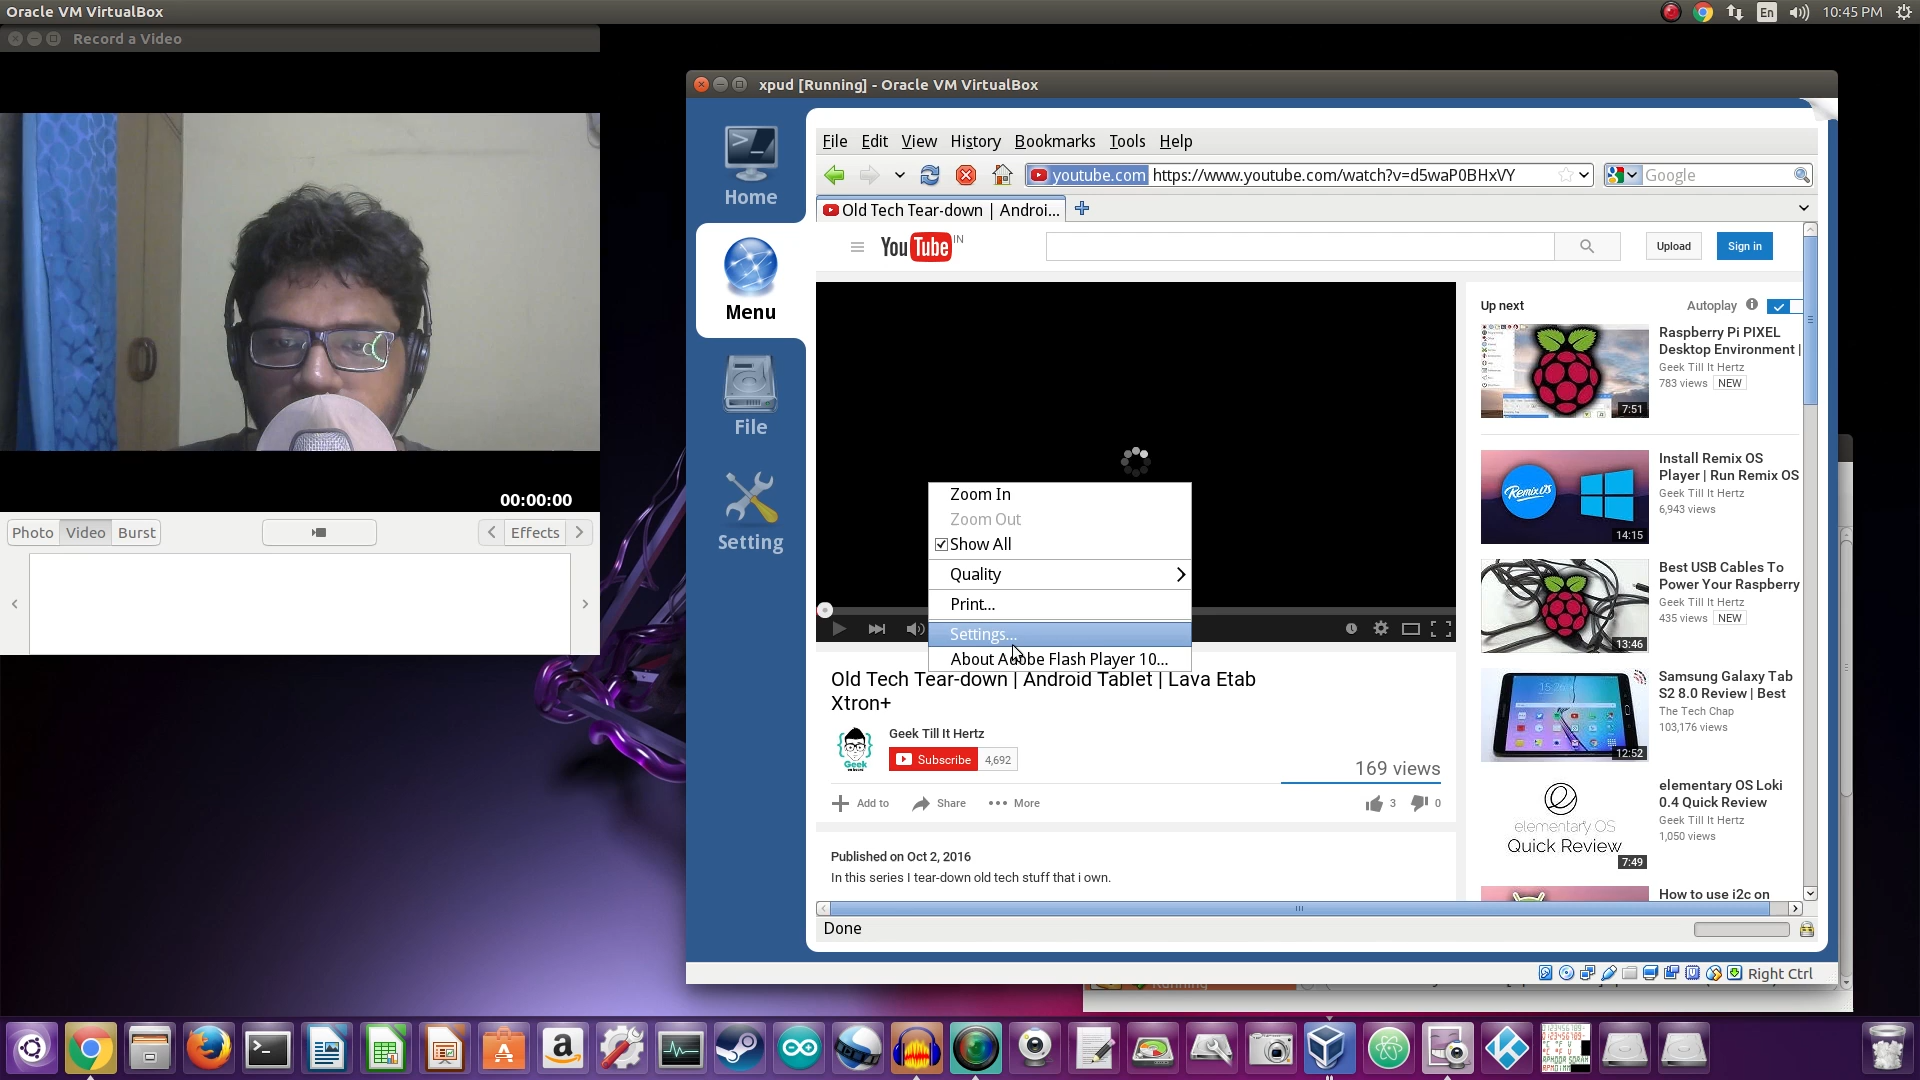 Oracle VM VirtualBox
En
10:45 PM
Record a Video
00:00:00
Photo
Video
Burst
Effects
xpud [Running] - Oracle VM VirtualBox
Home
Menu
File
Setting
File Edit View History Bookmarks Tools Help
youtube.com https://www.youtube.com/watch?v=d5waP0BHxVY
Google
Old Tech Tear-down | Androi...
YouTube IN
Upload
Sign in
Zoom In
Zoom Out
Show All
Quality
Print...
Settings...
About Adobe Flash Player 10...
Old Tech Tear-down | Android Tablet | Lava Etab
Xtron+
Geek Till It Hertz
Subscribe 4,692
169 views
Add to
Share
More
3
0
Published on Oct 2, 2016
In this series I tear-down old tech stuff that i own.
Up next
Autoplay
Raspberry Pi PIXEL
Desktop Environment |
Geek Till It Hertz
783 views NEW
7:51
Install Remix OS
Player | Run Remix OS
Geek Till It Hertz
6,943 views
RemixOS
14:15
Best USB Cables To
Power Your Raspberry
Geek Till It Hertz
435 views NEW
13:46
Samsung Galaxy Tab
S2 8.0 Review | Best
The Tech Chap
103,176 views
12:52
elementary OS Loki
0.4 Quick Review
Geek Till It Hertz
1,050 views
elementary OS
Quick Review
7:49
How to use i2c on
Done
Right Ctrl